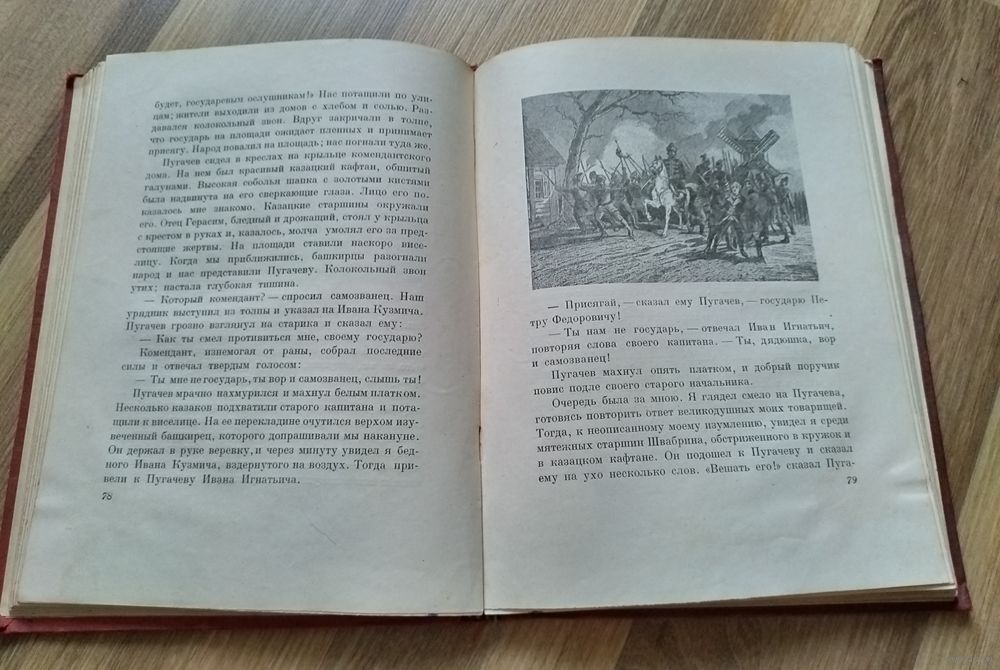 будет, государевым ослушникам!» Нас потащили по ули-
цам; жители выходили из домов с хлебом и солью. Раз-
давался колокольный звон. Вдруг закричали в толпе,
что государь на площади ожидает пленных и принимает
присягу. Народ повалил на площадь; нас погнали туда же.
Пугачев сидел в креслах на крыльце комендантского
дома. На нем был красивый казацкий кафтан, обшитый
галунами. Высокая соболья шапка с золотыми кистями
была надвинута на его сверкающие глаза. Лицо его по-
казалось мне знакомо. Казацкие старшины окружали
его. Отец Герасим, бледный и дрожащий, стоял у крыльца
с крестом в руках и, казалось, молча умолял его за пред-
стоящие жертвы. На площади ставили наскоро висе-
лицу. Когда мы приближились, башкирцы разогнали
народ и нас представили Пугачеву. Колокольный звон
утих; настала глубокая тишина.
— Который комендант? — спросил самозванец. Наш
урядник выступил из толпы и указал на Ивана Кузмича.
Пугачев грозно взглянул на старика и сказал ему:
— Как ты смел противиться мне, своему государю?
Комендант, изнемогая от раны, собрал последние
силы и отвечал твердым голосом:
— Ты мне не государь, ты вор и самозванец, слышь ты!
Пугачев мрачно нахмурился и махнул белым платком.
Несколько казаков подхватили старого капитана и пота-
щили к виселице. На ее перекладине очутился верхом изу-
веченный башкирец, которого допрашивали мы накануне.
Он держал в руке веревку, и через минуту увидел я бед-
ного Ивана Кузмича, вздернутого на воздух. Тогда при-
вели к Пугачеву Ивана Игнатьича.
78
— Присягай, — сказал ему Пугачев, — государю Пе-
тру Федоровичу!
— Ты нам не государь, — отвечал Иван Игнатьич,
повторяя слова своего капитана. — Ты, дядюшка, вор
и самозванец!
Пугачев махнул опять платком, и добрый поручик
повис подле своего старого начальника.
Очередь была за мною. Я глядел смело на Пугачева,
готовясь повторить ответ великодушных моих товарищей.
Тогда, к неописанному моему изумлению, увидел я среди
мятежных старшин Швабрина, обстриженного в кружок и
в казацком кафтане. Он подошел к Пугачеву и сказал
ему на ухо несколько слов. «Вешать его!» сказал Пуга-
79